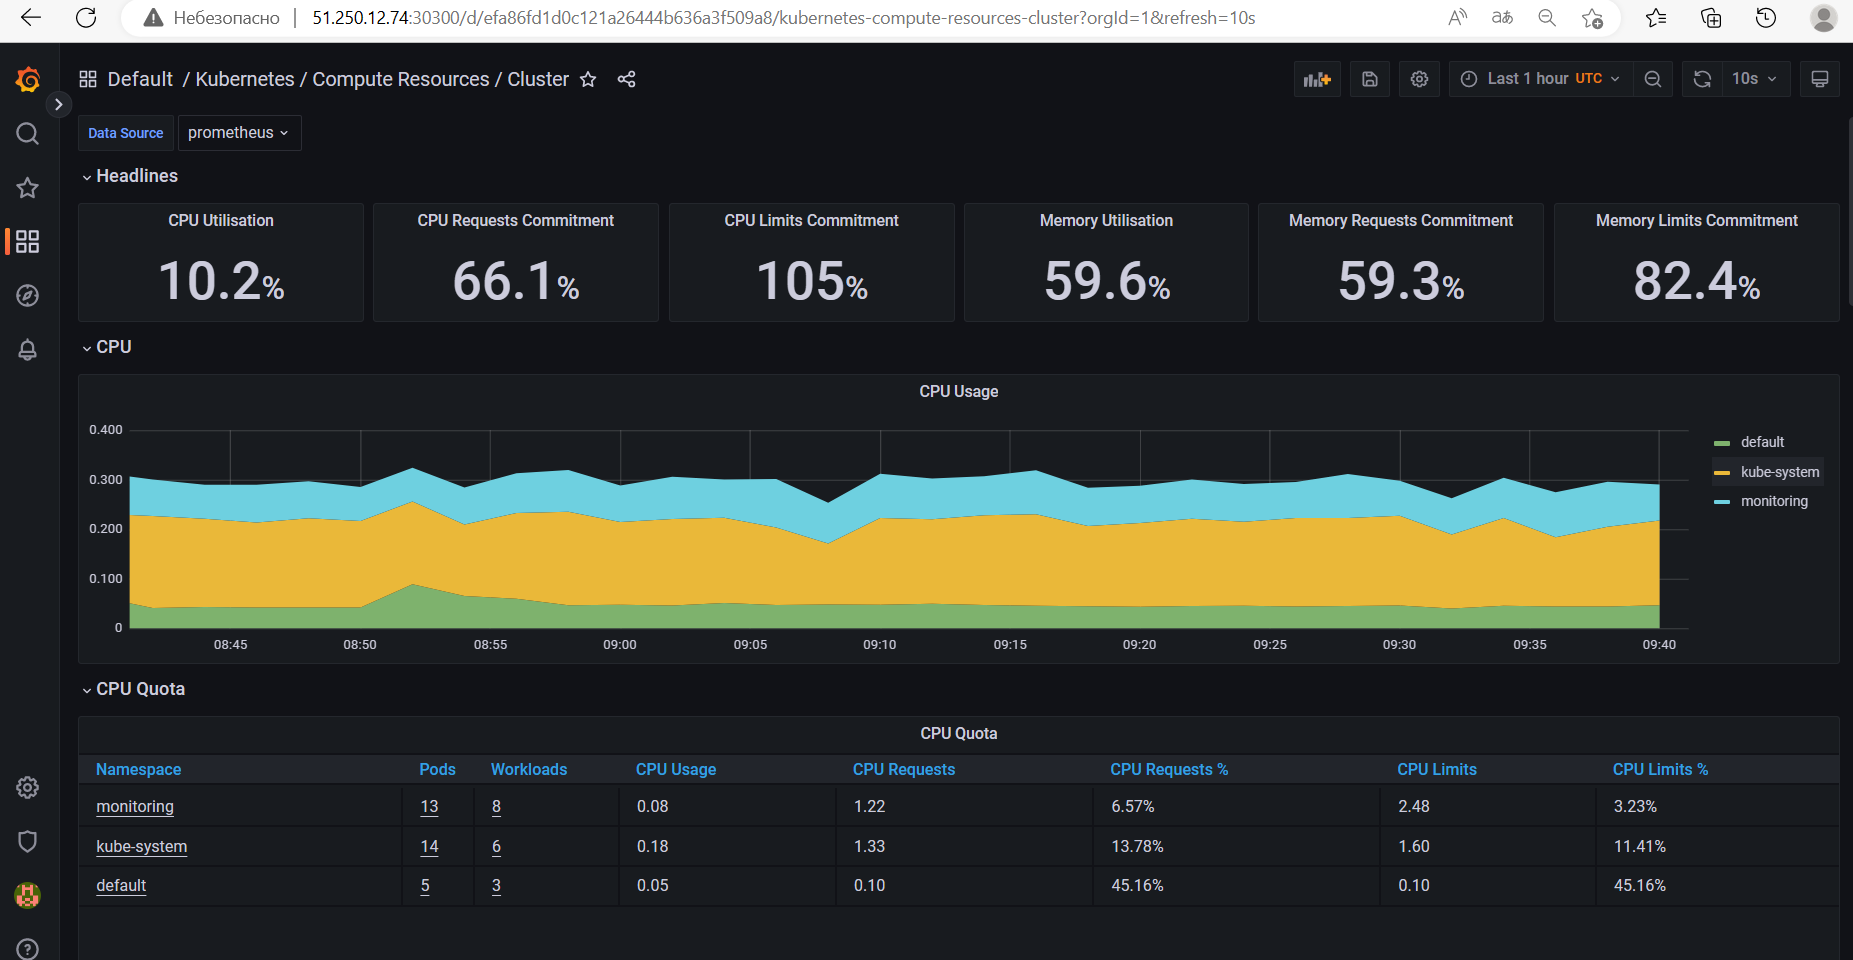 Небезопасно | 51.250.12.74:30300/d/efa86fd1d0c121a26444b636a3f509a8/kubernetes-compute-resources-cluster?orgId=1&refresh=10s
Default / Kubernetes / Compute Resources / Cluster
Last 1 hour UTC
10s
Data Source prometheus
Headlines
CPU Utilisation
CPU Requests Commitment
CPU Limits Commitment
Memory Utilisation
Memory Requests Commitment
Memory Limits Commitment
10.2%
66.1%
105%
59.6%
59.3%
82.4%
CPU
CPU Usage
0.400
0.300
0.200
0.100
0
08:45 08:50 08:55 09:00 09:05 09:10 09:15 09:20 09:25 09:30 09:35 09:40
default
kube-system
monitoring
CPU Quota
CPU Quota
Namespace Pods Workloads CPU Usage CPU Requests CPU Requests % CPU Limits CPU Limits %
monitoring 13 8 0.08 1.22 6.57% 2.48 3.23%
kube-system 14 6 0.18 1.33 13.78% 1.60 11.41%
default 5 3 0.05 0.10 45.16% 0.10 45.16%